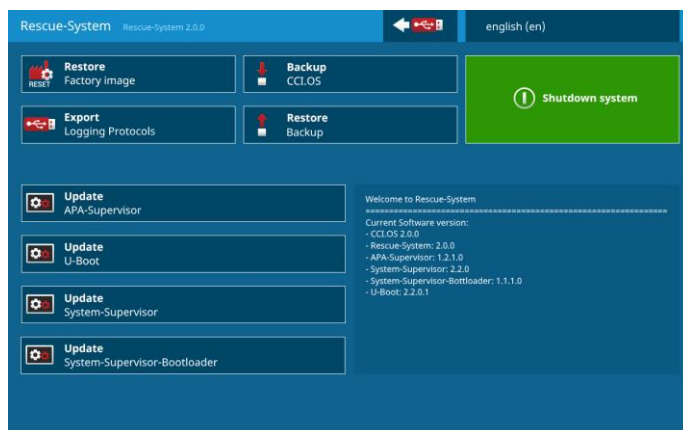 Rescue-System Rescue-System 2.0.0
english (en)
Restore
Factory image
RESET
Backup
CCI.OS
Shutdown system
Export
Logging Protocols
Restore
Backup
Update
APA-Supervisor
Update
U-Boot
Update
System-Supervisor
Update
System-Supervisor-Bootloader
Welcome to Rescue-System
==================================================================
Current Software version:
- CCI.OS 2.0.0
- Rescue-System: 2.0.0
- APA-Supervisor: 1.2.1.0
- System-Supervisor: 2.2.0
- System-Supervisor-Bottloader: 1.1.1.0
- U-Boot: 2.2.0.1